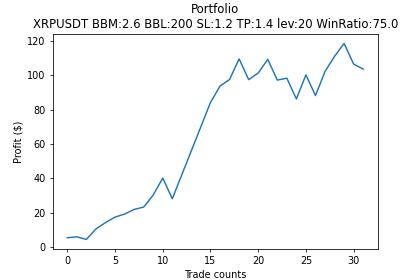 Portfolio
XRPUSDT BBM:2.6 BBL:200 SL:1.2 TP:1.4 lev:20 WinRatio:75.0
120
100
80
60
40
20
0
Profit ($)
0 5 10 15 20 25 30
Trade counts